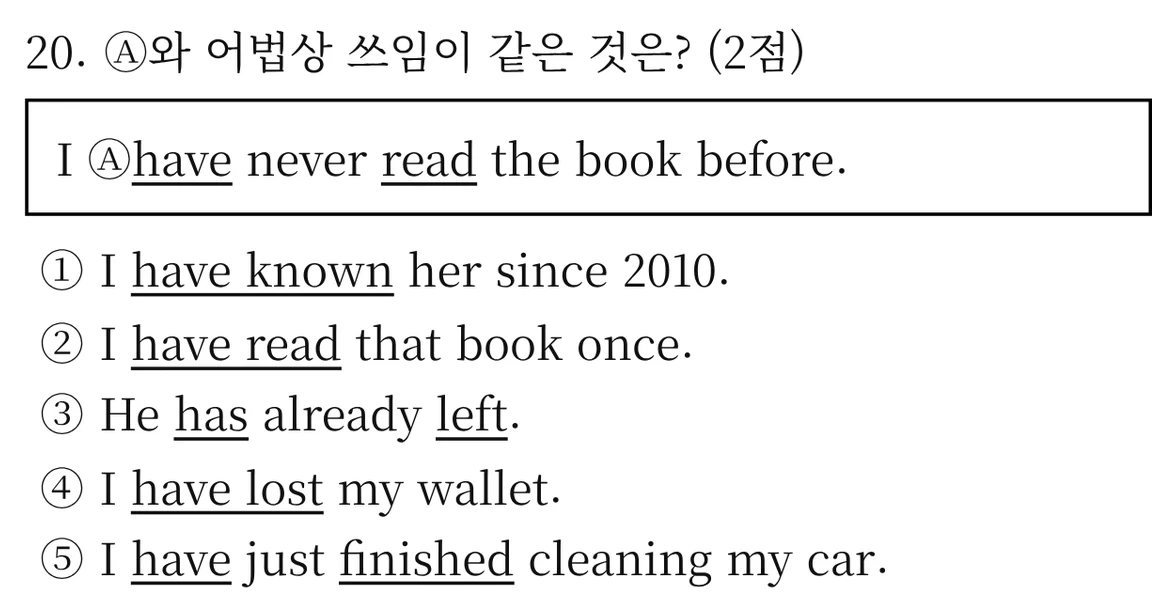 20. Ⓐ와 어법상 쓰임이 같은 것은? (2점)
I Ⓐhave never read the book before.
① I have known her since 2010.
② I have read that book once.
③ He has already left.
④ I have lost my wallet.
⑤ I have just finished cleaning my car.